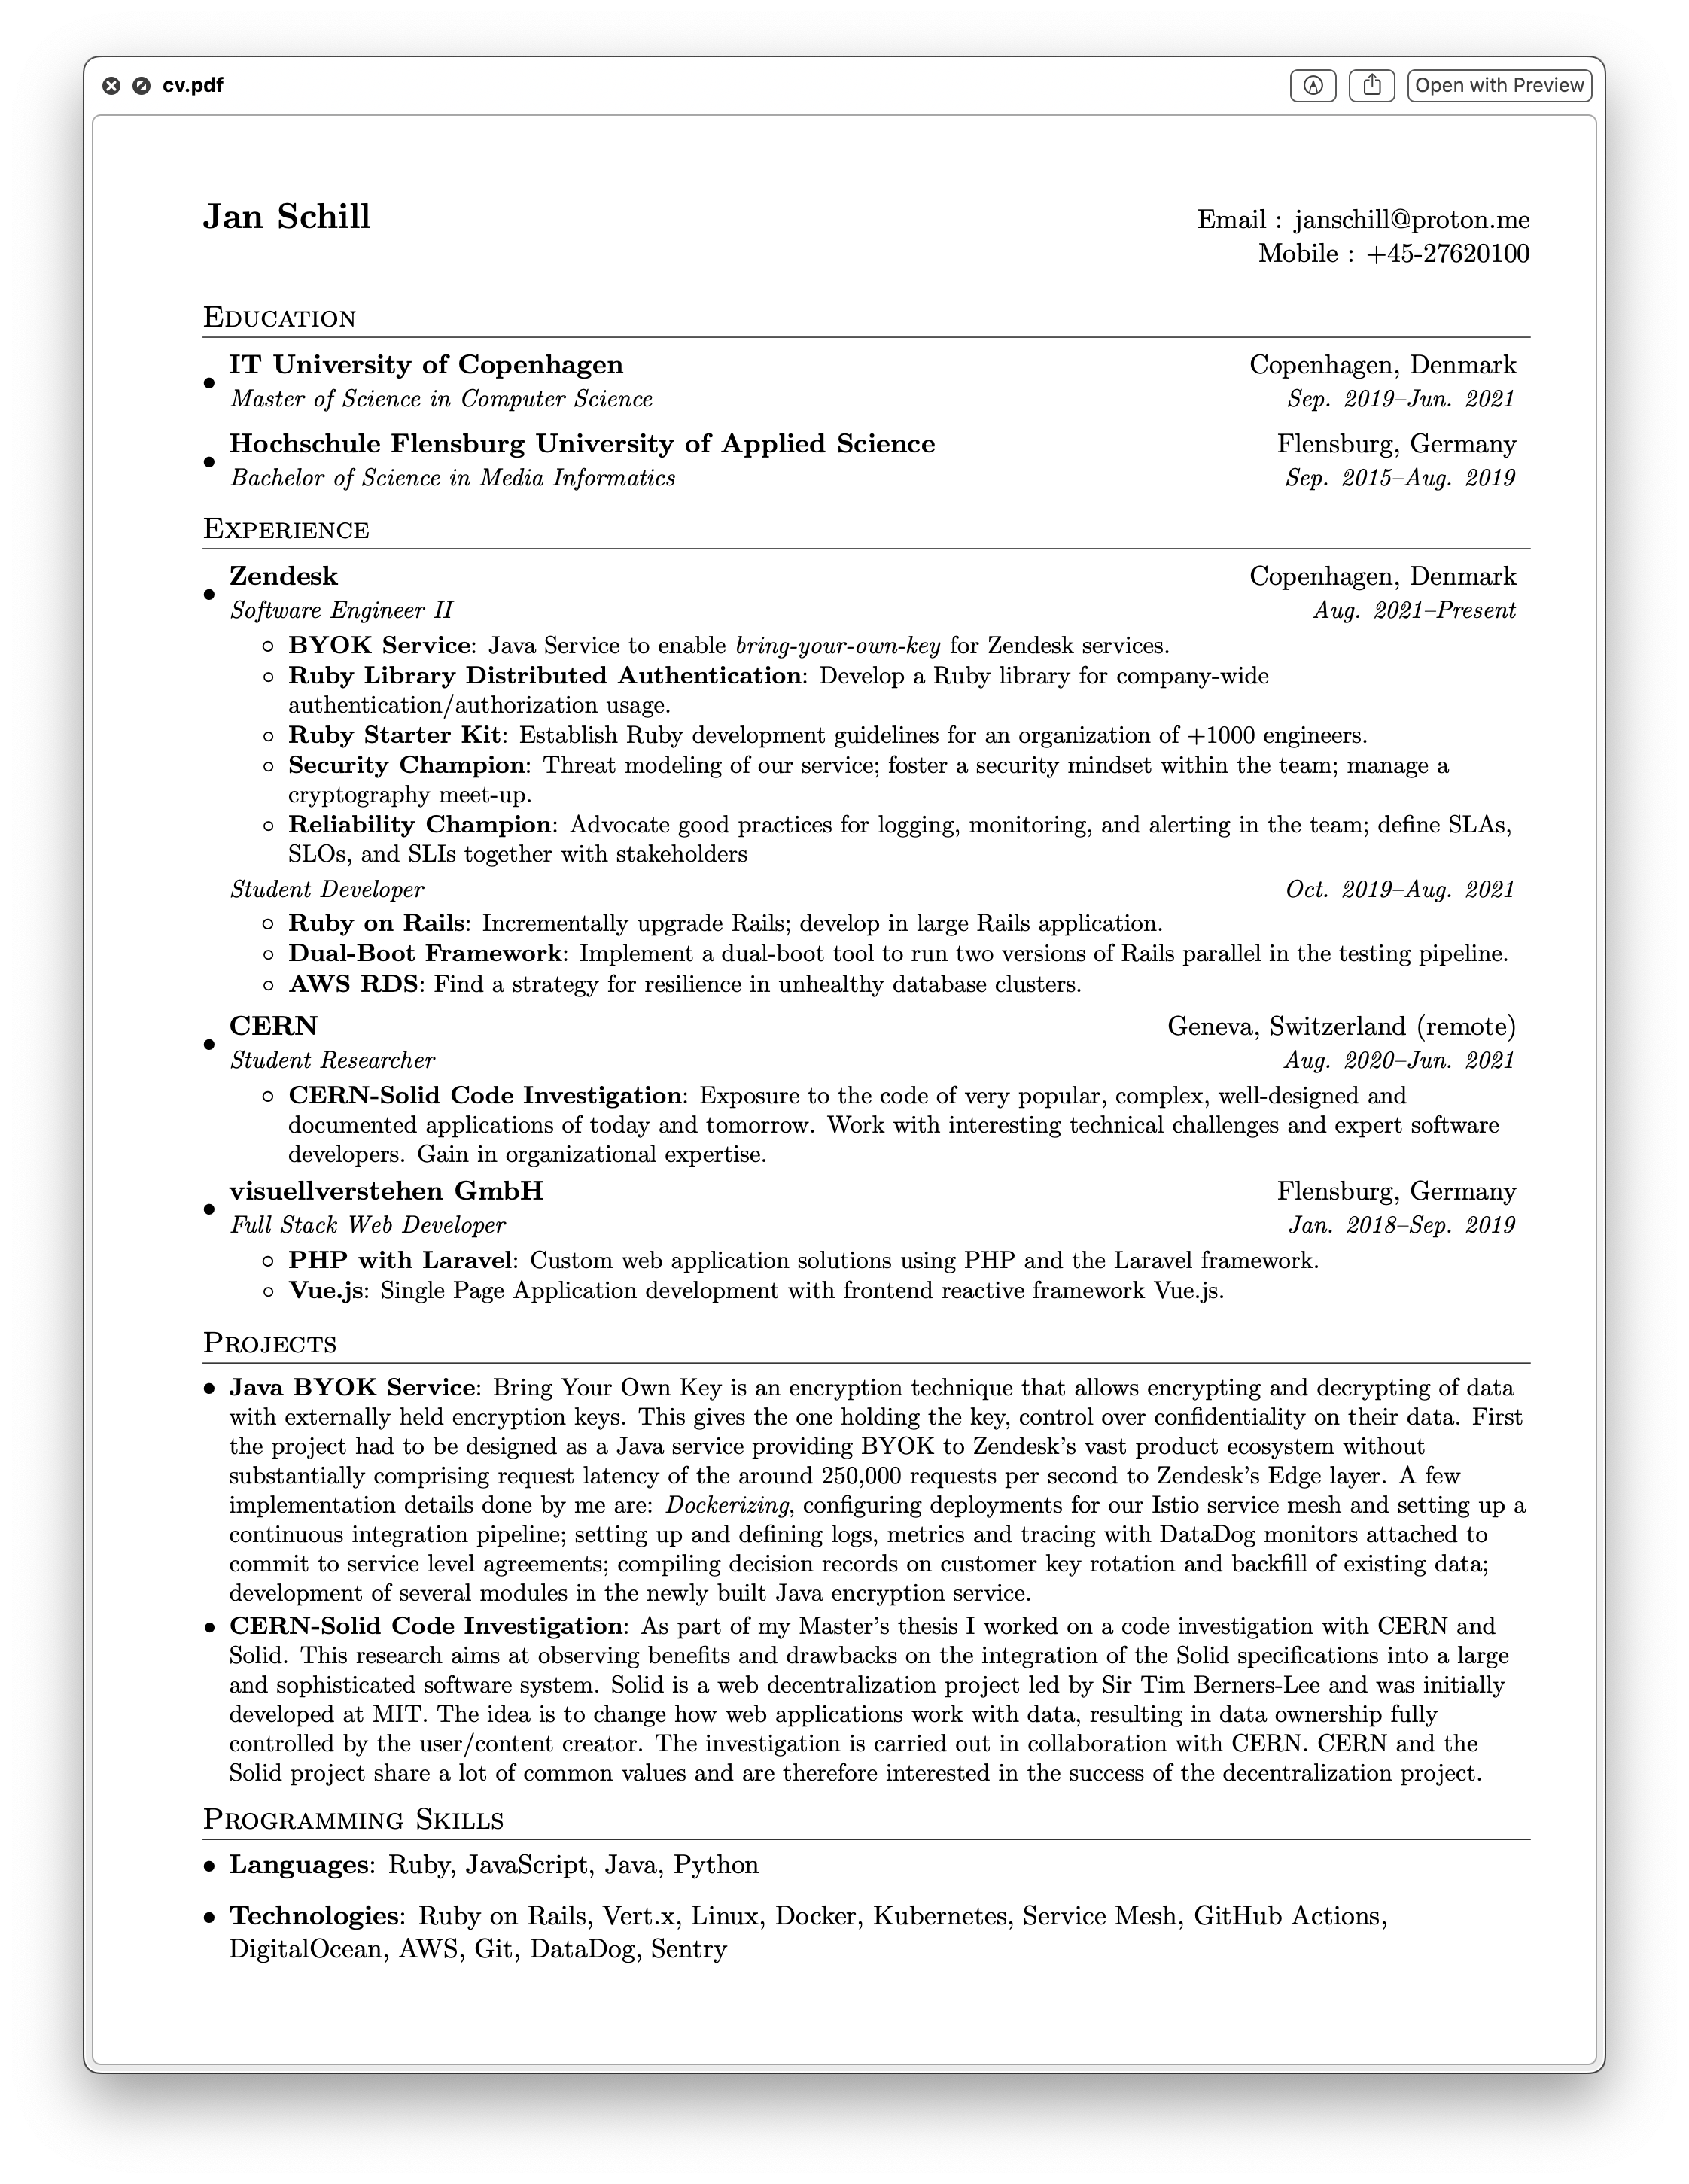 cv.pdf
Open with Preview
Jan Schill
Email : janschill@proton.me
Mobile : +45-27620100
Education
IT University of Copenhagen Copenhagen, Denmark
Master of Science in Computer Science Sep. 2019–Jun. 2021
Hochschule Flensburg University of Applied Science Flensburg, Germany
Bachelor of Science in Media Informatics Sep. 2015–Aug. 2019
Experience
Zendesk Copenhagen, Denmark
Software Engineer II Aug. 2021–Present
BYOK Service: Java Service to enable bring-your-own-key for Zendesk services.
Ruby Library Distributed Authentication: Develop a Ruby library for company-wide
authentication/authorization usage.
Ruby Starter Kit: Establish Ruby development guidelines for an organization of +1000 engineers.
Security Champion: Threat modeling of our service; foster a security mindset within the team; manage a
cryptography meet-up.
Reliability Champion: Advocate good practices for logging, monitoring, and alerting in the team; define SLAs,
SLOs, and SLIs together with stakeholders
Student Developer Oct. 2019–Aug. 2021
Ruby on Rails: Incrementally upgrade Rails; develop in large Rails application.
Dual-Boot Framework: Implement a dual-boot tool to run two versions of Rails parallel in the testing pipeline.
AWS RDS: Find a strategy for resilience in unhealthy database clusters.
CERN Geneva, Switzerland (remote)
Student Researcher Aug. 2020–Jun. 2021
CERN-Solid Code Investigation: Exposure to the code of very popular, complex, well-designed and
documented applications of today and tomorrow. Work with interesting technical challenges and expert software
developers. Gain in organizational expertise.
visuellverstehen GmbH Flensburg, Germany
Full Stack Web Developer Jan. 2018–Sep. 2019
PHP with Laravel: Custom web application solutions using PHP and the Laravel framework.
Vue.js: Single Page Application development with frontend reactive framework Vue.js.
Projects
Java BYOK Service: Bring Your Own Key is an encryption technique that allows encrypting and decrypting of data
with externally held encryption keys. This gives the one holding the key, control over confidentiality on their data. First
the project had to be designed as a Java service providing BYOK to Zendesk's vast product ecosystem without
substantially comprising request latency of the around 250,000 requests per second to Zendesk's Edge layer. A few
implementation details done by me are: Dockerizing, configuring deployments for our Istio service mesh and setting up a
continuous integration pipeline; setting up and defining logs, metrics and tracing with DataDog monitors attached to
commit to service level agreements; compiling decision records on customer key rotation and backfill of existing data;
development of several modules in the newly built Java encryption service.
CERN-Solid Code Investigation: As part of my Master's thesis I worked on a code investigation with CERN and
Solid. This research aims at observing benefits and drawbacks on the integration of the Solid specifications into a large
and sophisticated software system. Solid is a web decentralization project led by Sir Tim Berners-Lee and was initially
developed at MIT. The idea is to change how web applications work with data, resulting in data ownership fully
controlled by the user/content creator. The investigation is carried out in collaboration with CERN. CERN and the
Solid project share a lot of common values and are therefore interested in the success of the decentralization project.
Programming Skills
Languages: Ruby, JavaScript, Java, Python
Technologies: Ruby on Rails, Vert.x, Linux, Docker, Kubernetes, Service Mesh, GitHub Actions,
DigitalOcean, AWS, Git, DataDog, Sentry